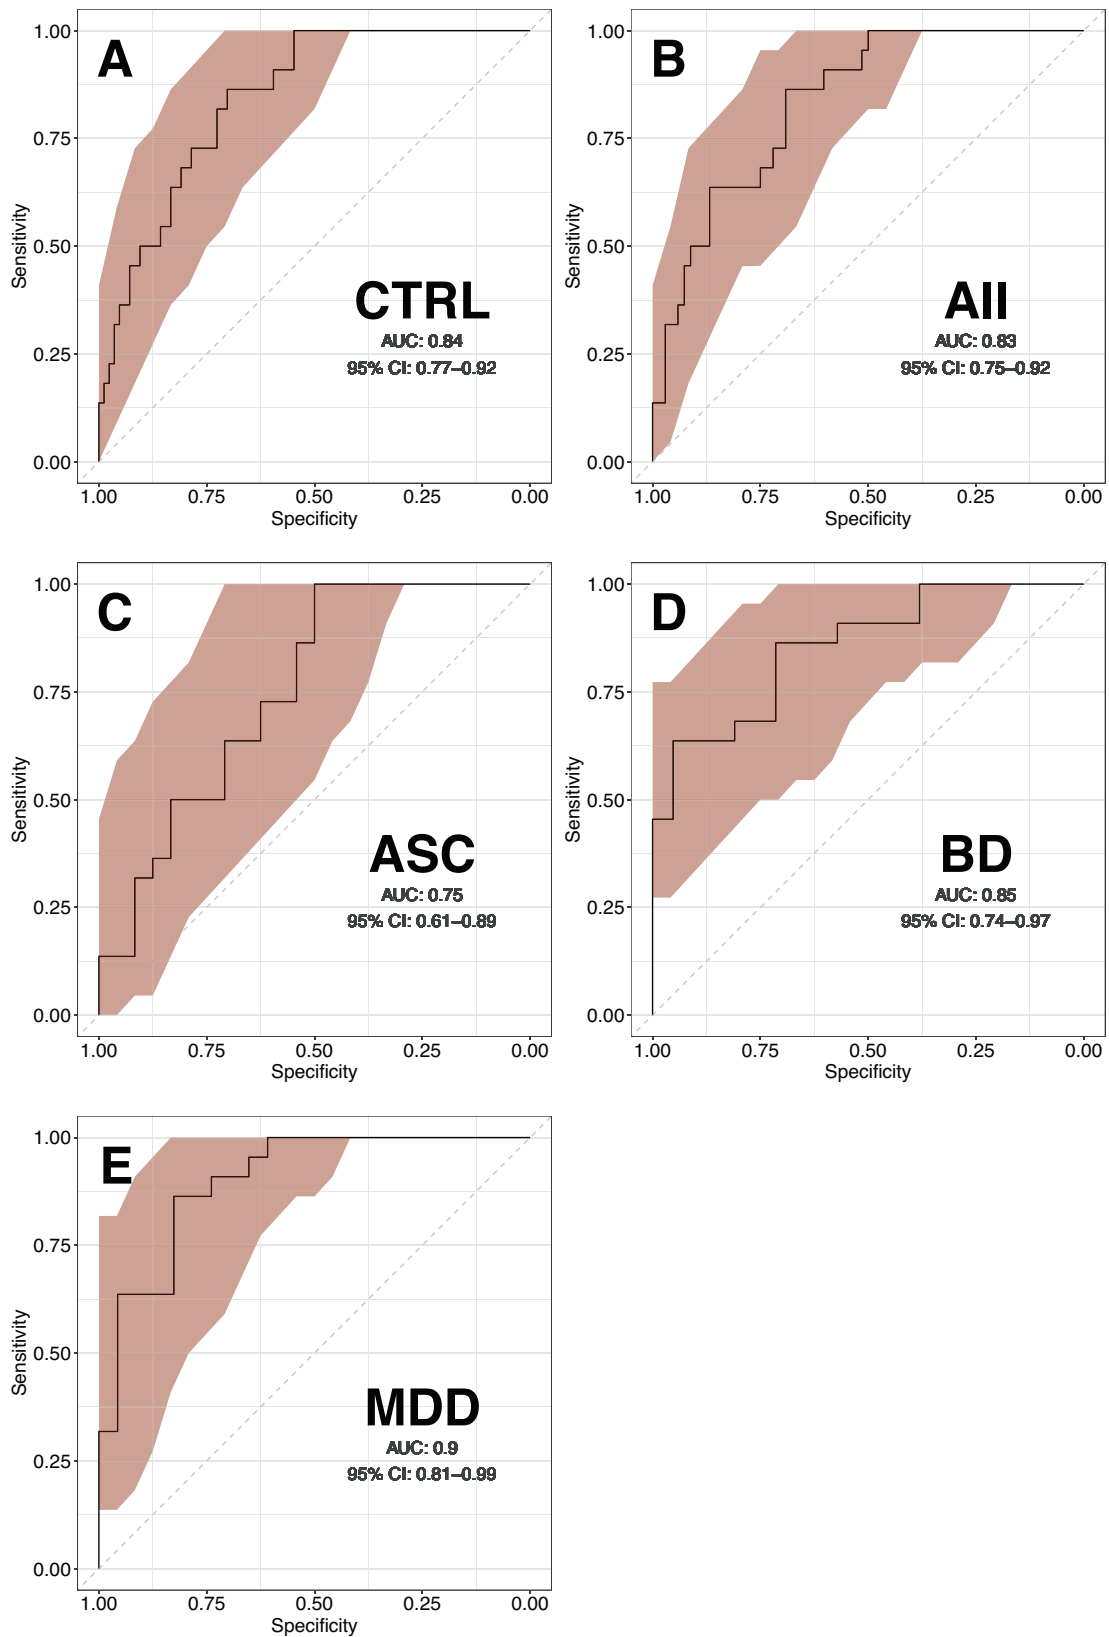 A
1.00
0.75
0.50
0.25
0.00
Sensitivity
CTRL
AUC: 0.84
95% CI: 0.77–0.92
1.00 0.75 0.50 0.25 0.00
Specificity
B
1.00
0.75
0.50
0.25
0.00
Sensitivity
All
AUC: 0.83
95% CI: 0.75–0.92
1.00 0.75 0.50 0.25 0.00
Specificity
C
1.00
0.75
0.50
0.25
0.00
Sensitivity
ASC
AUC: 0.75
95% CI: 0.61–0.89
1.00 0.75 0.50 0.25 0.00
Specificity
D
1.00
0.75
0.50
0.25
0.00
Sensitivity
BD
AUC: 0.85
95% CI: 0.74–0.97
1.00 0.75 0.50 0.25 0.00
Specificity
E
1.00
0.75
0.50
0.25
0.00
Sensitivity
MDD
AUC: 0.9
95% CI: 0.81–0.99
1.00 0.75 0.50 0.25 0.00
Specificity